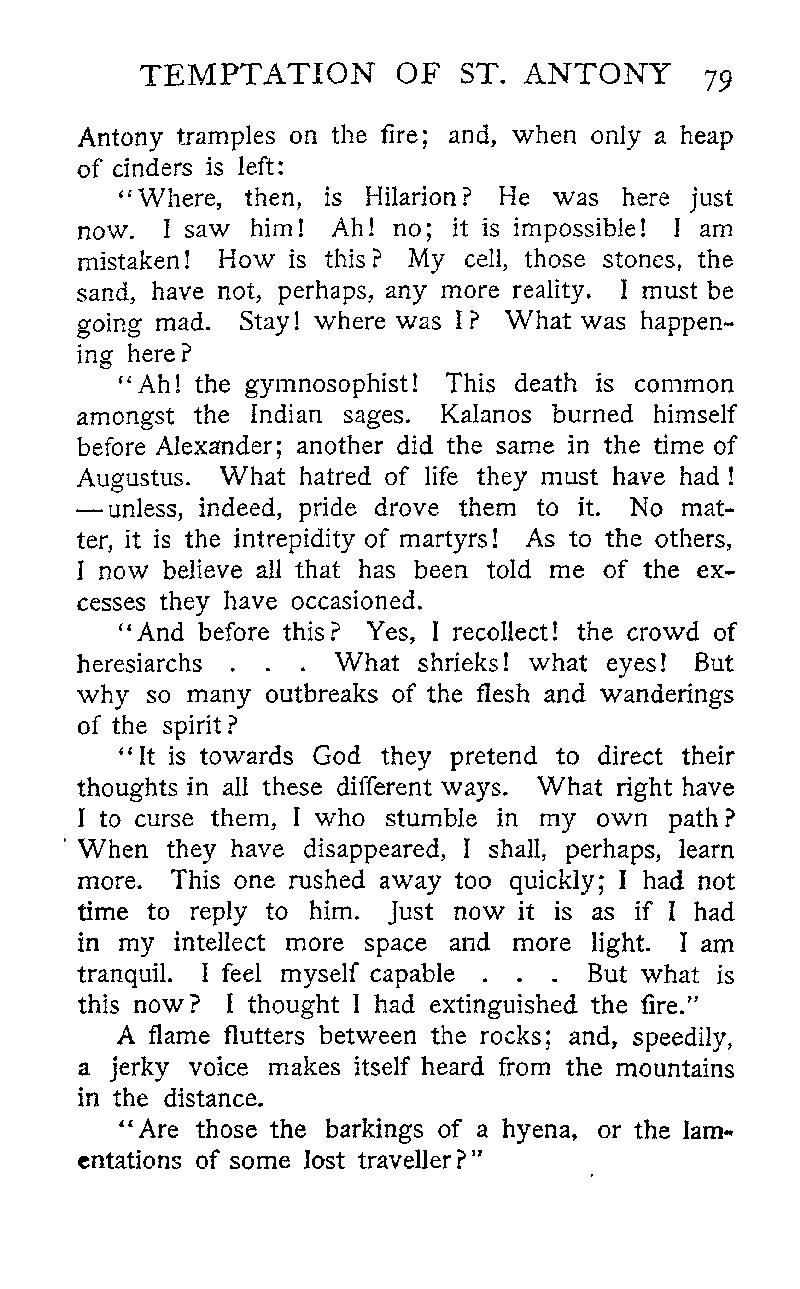 TEMPTATION OF ST. ANTONY 79
Antony tramples on the fire; and, when only a heap
of cinders is left:
"Where, then, is Hilarion? He was here just
now. I saw him! Ah! no; it is impossible! I am
mistaken! How is this? My cell, those stones, the
sand, have not, perhaps, any more reality. I must be
going mad. Stay! where was I? What was happen-
ing here?
"Ah! the gymnosophist! This death is common
amongst the Indian sages. Kalanos burned himself
before Alexander; another did the same in the time of
Augustus. What hatred of life they must have had!
—unless, indeed, pride drove them to it. No mat-
ter, it is the intrepidity of martyrs! As to the others,
I now believe all that has been told me of the ex-
cesses they have occasioned.
"And before this? Yes, I recollect! the crowd of
heresiarchs . . . What shrieks! what eyes! But
why so many outbreaks of the flesh and wanderings
of the spirit?
"It is towards God they pretend to direct their
thoughts in all these different ways. What right have
I to curse them, I who stumble in my own path?
When they have disappeared, I shall, perhaps, learn
more. This one rushed away too quickly; I had not
time to reply to him. Just now it is as if I had
in my intellect more space and more light. I am
tranquil. I feel myself capable . . . But what is
this now? I thought I had extinguished the fire."
A flame flutters between the rocks; and, speedily,
a jerky voice makes itself heard from the mountains
in the distance.
"Are those the barkings of a hyena, or the lam-
entations of some lost traveller?"